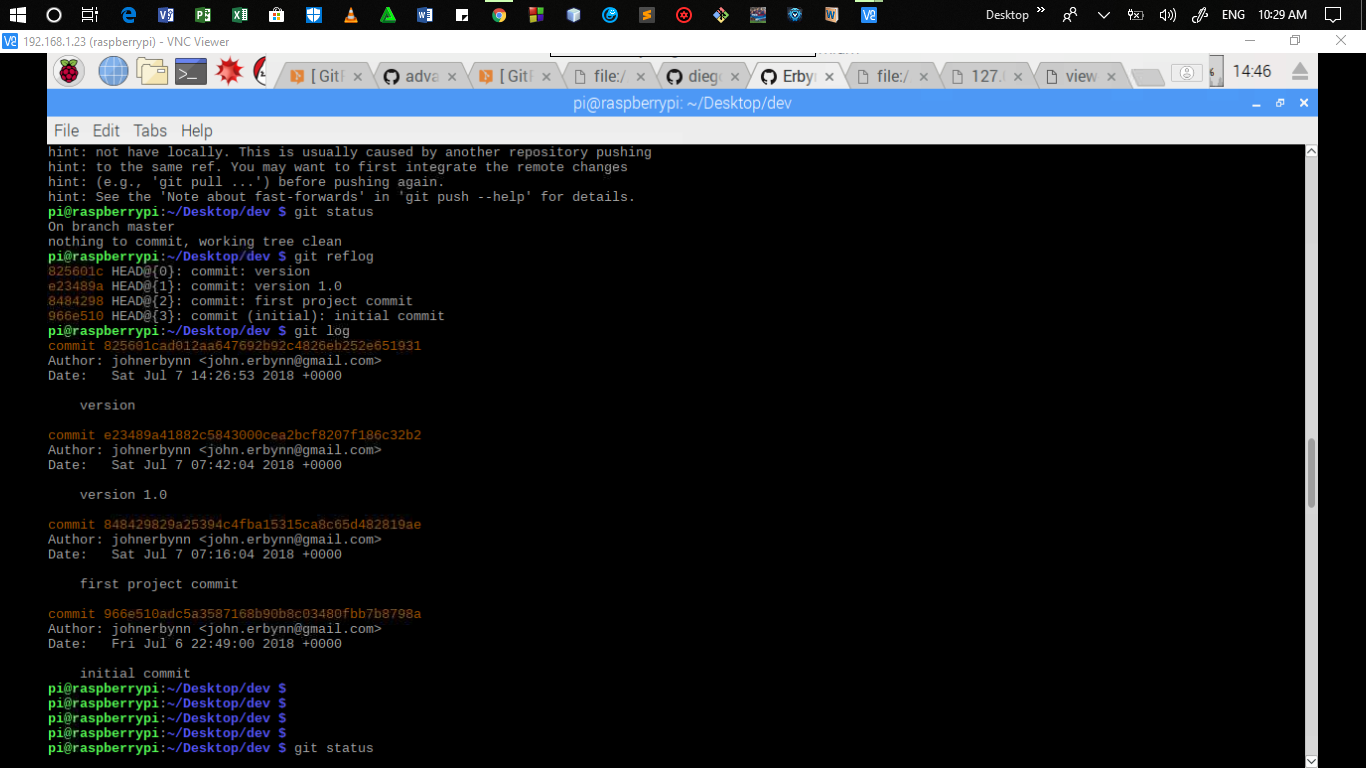 Desktop
ENG 10:29 AM
192.168.1.23 (raspberrypi) - VNC Viewer
[ Git
adva
[ Git
file:/
dieg
Erby
file:/
127.
view
14:46
pi@raspberrypi: ~/Desktop/dev
File Edit Tabs Help
hint: not have locally. This is usually caused by another repository pushing
hint: to the same ref. You may want to first integrate the remote changes
hint: (e.g., 'git pull ...') before pushing again.
hint: See the 'Note about fast-forwards' in 'git push --help' for details.
pi@raspberrypi:~/Desktop/dev $ git status
On branch master
nothing to commit, working tree clean
pi@raspberrypi:~/Desktop/dev $ git reflog
825601c HEAD@{0}: commit: version
e23489a HEAD@{1}: commit: version 1.0
8484298 HEAD@{2}: commit: first project commit
966e510 HEAD@{3}: commit (initial): initial commit
pi@raspberrypi:~/Desktop/dev $ git log
commit 825601cad012aa647692b92c4826eb252e651931
Author: johnerbynn <john.erbynn@gmail.com>
Date:   Sat Jul 7 14:26:53 2018 +0000
version
commit e23489a41882c5843000cea2bcf8207f186c32b2
Author: johnerbynn <john.erbynn@gmail.com>
Date:   Sat Jul 7 07:42:04 2018 +0000
version 1.0
commit 848429829a25394c4fba15315ca8c65d482819ae
Author: johnerbynn <john.erbynn@gmail.com>
Date:   Sat Jul 7 07:16:04 2018 +0000
first project commit
commit 966e510adc5a3587168b90b8c03480fbb7b8798a
Author: johnerbynn <john.erbynn@gmail.com>
Date:   Fri Jul 6 22:49:00 2018 +0000
initial commit
pi@raspberrypi:~/Desktop/dev $
pi@raspberrypi:~/Desktop/dev $
pi@raspberrypi:~/Desktop/dev $
pi@raspberrypi:~/Desktop/dev $
pi@raspberrypi:~/Desktop/dev $ git status